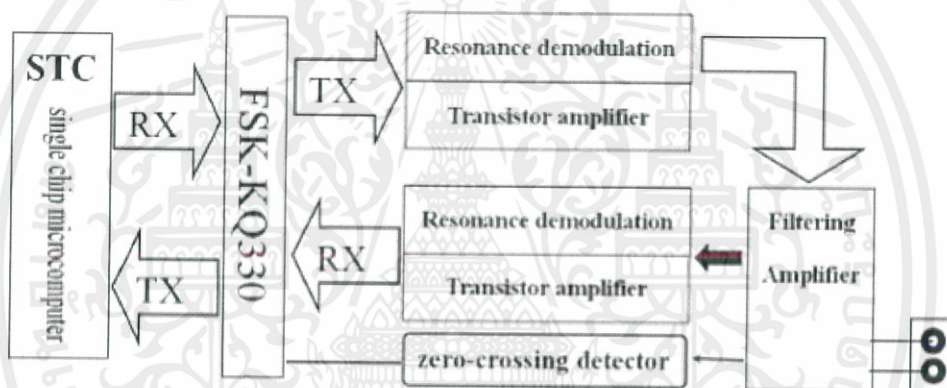 STC
single chip microcomputer
RX
TX
FSK-KQ330
TX
RX
Resonance demodulation
Transistor amplifier
Resonance demodulation
Transistor amplifier
zero-crossing detector
Filtering
Amplifier